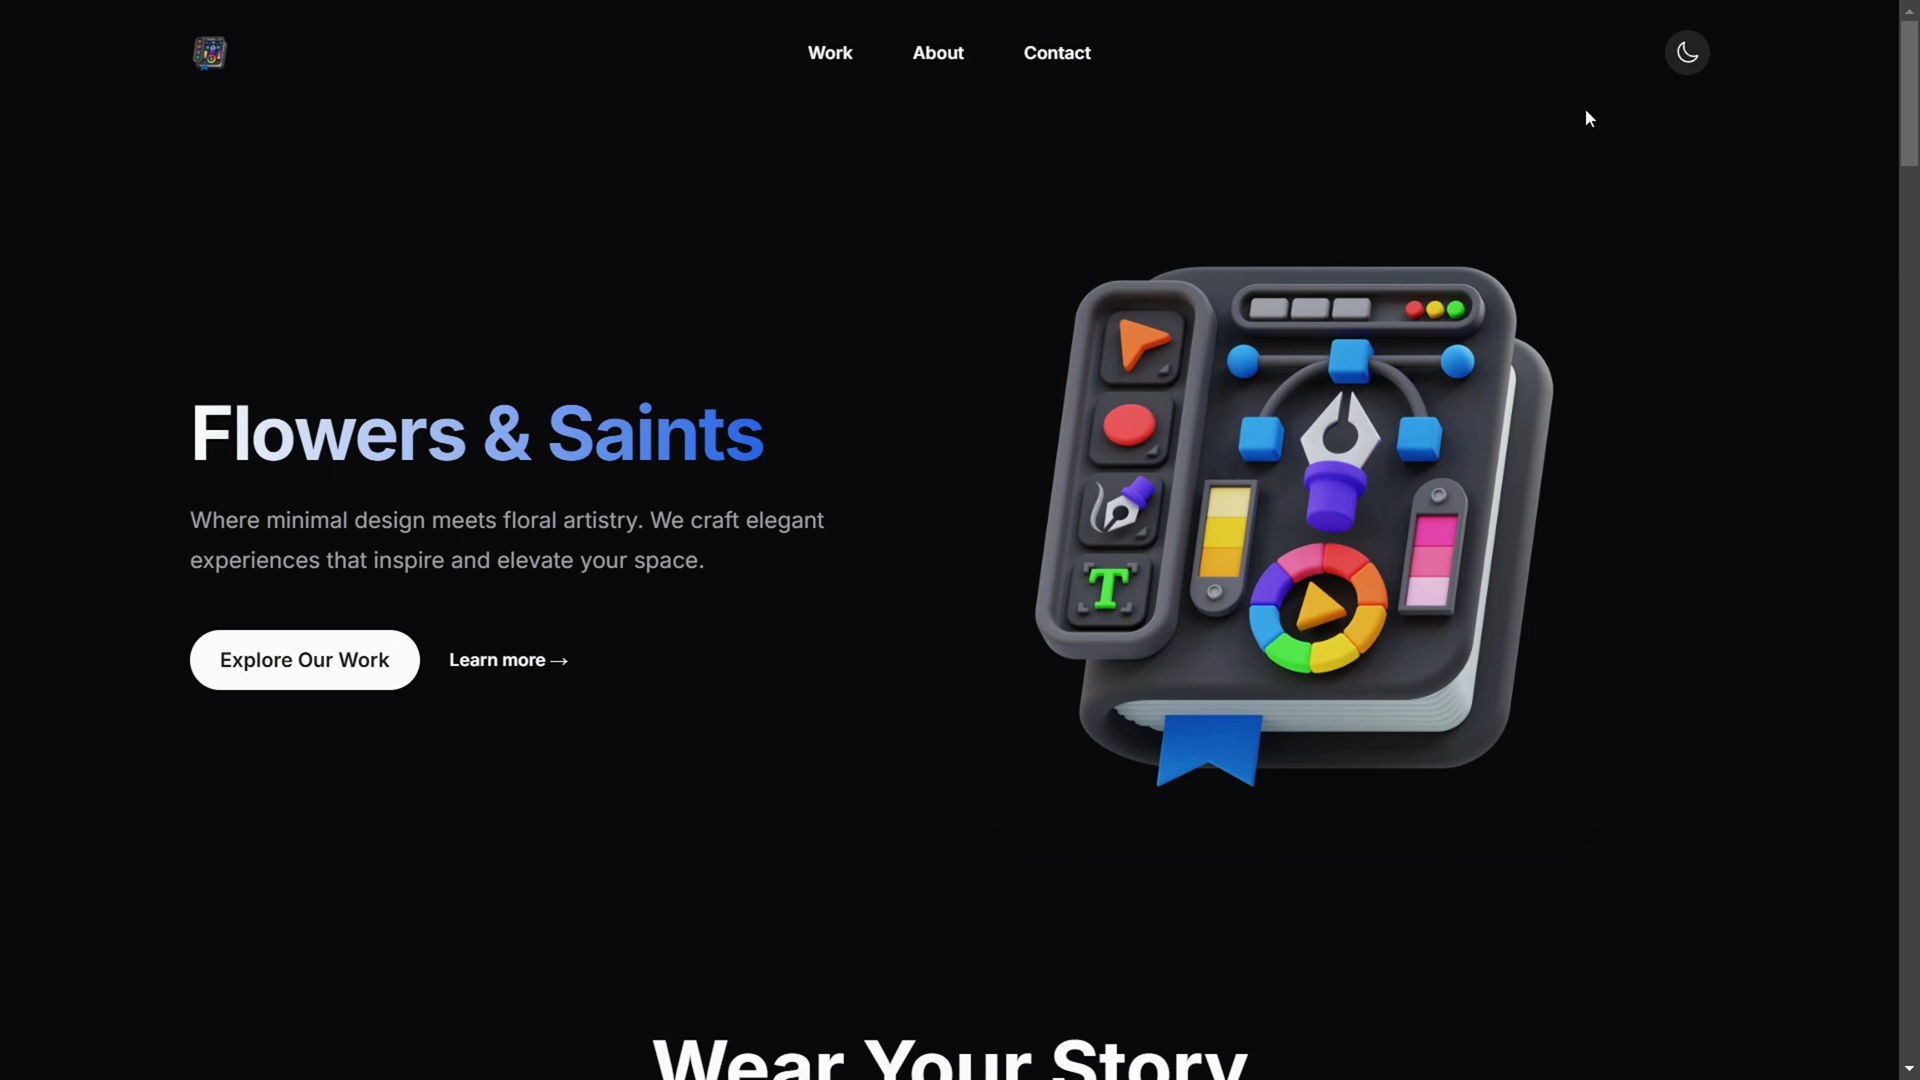 Work
About
Contact
Flowers & Saints
Where minimal design meets floral artistry. We craft elegant
experiences that inspire and elevate your space.
Explore Our Work
Learn more →
T
Wear Your Story